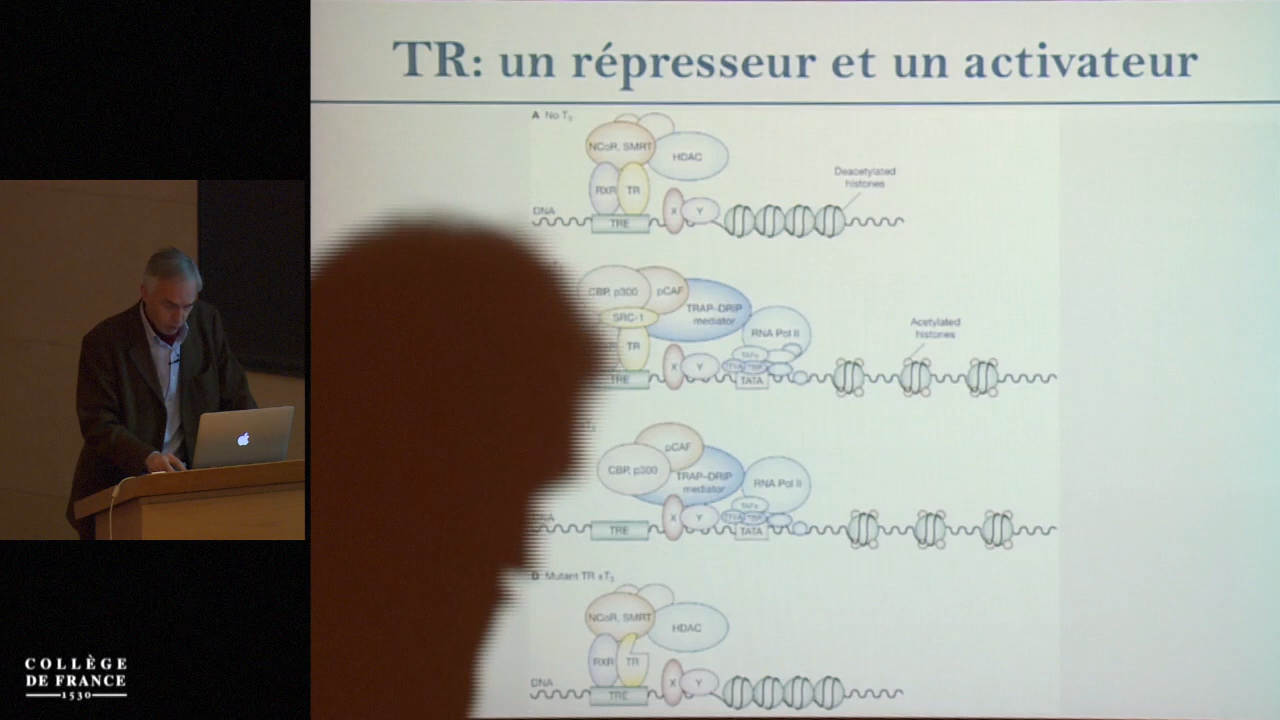 TR: un répresseur et un activateur
A No T₃
NCoR, SMRT
HDAC
Deacetylated
histones
RXR TR
DNA
TRE
X Y
CBP, p300
pCAF
TRAP–DRIP
mediator
SRC-1
RNA Pol II
Acetylated
histones
TR
X Y
TRE
TATA
pCAF
CBP, p300
TRAP–DRIP
mediator
RNA Pol II
X Y
TRE
TATA
D Mutant TR ±T₃
NCoR, SMRT
HDAC
RXR TR
DNA
TRE
X Y
COLLÈGE
DE FRANCE
1530